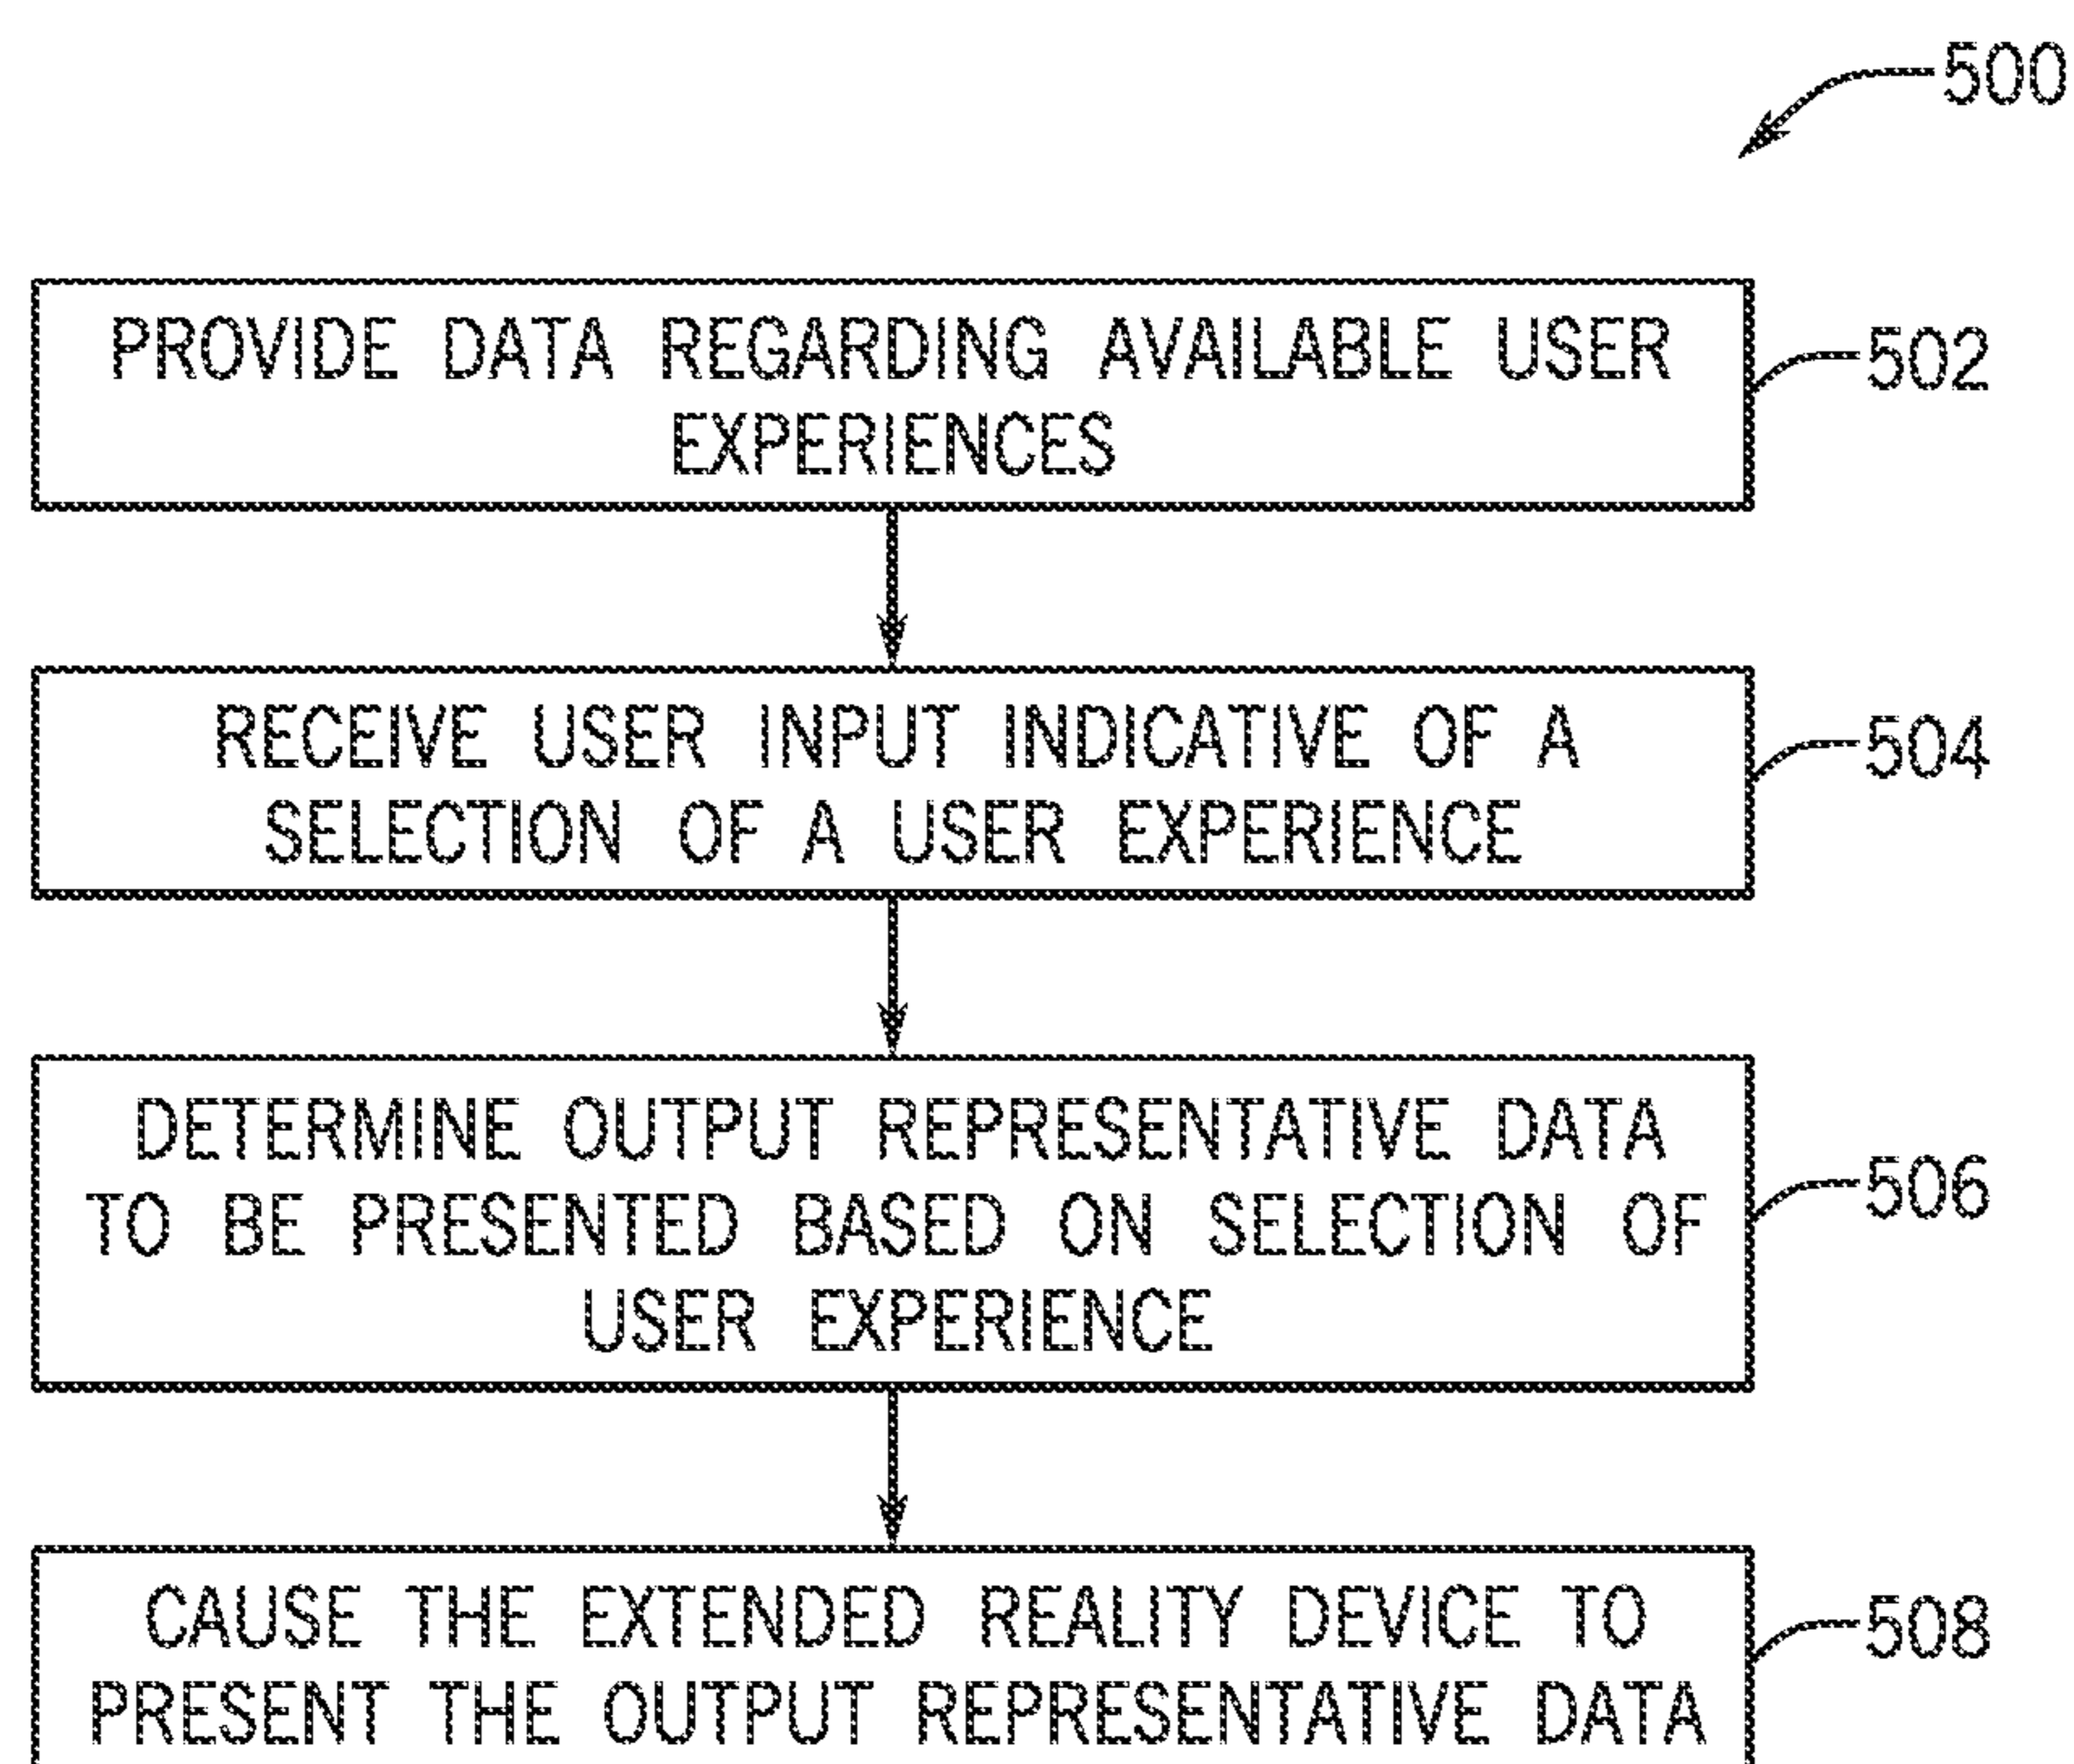 500
PROVIDE DATA REGARDING AVAILABLE USER
EXPERIENCES
502
RECEIVE USER INPUT INDICATIVE OF A
SELECTION OF A USER EXPERIENCE
504
DETERMINE OUTPUT REPRESENTATIVE DATA
TO BE PRESENTED BASED ON SELECTION OF
USER EXPERIENCE
506
CAUSE THE EXTENDED REALITY DEVICE TO
PRESENT THE OUTPUT REPRESENTATIVE DATA
508